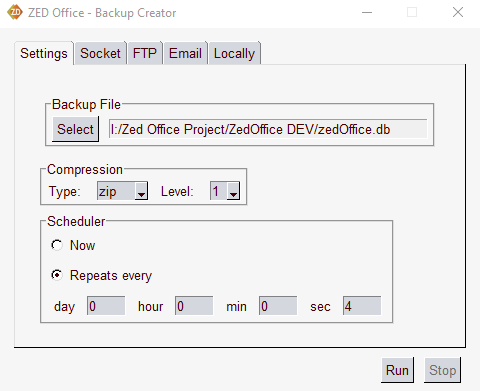 ZD ZED Office - Backup Creator
Settings Socket FTP Email Locally
Backup File
Select I:/Zed Office Project/ZedOffice DEV/zedOffice.db
Compression
Type: zip Level: 1
Scheduler
Now
Repeats every
day 0 hour 0 min 0 sec 4
Run Stop